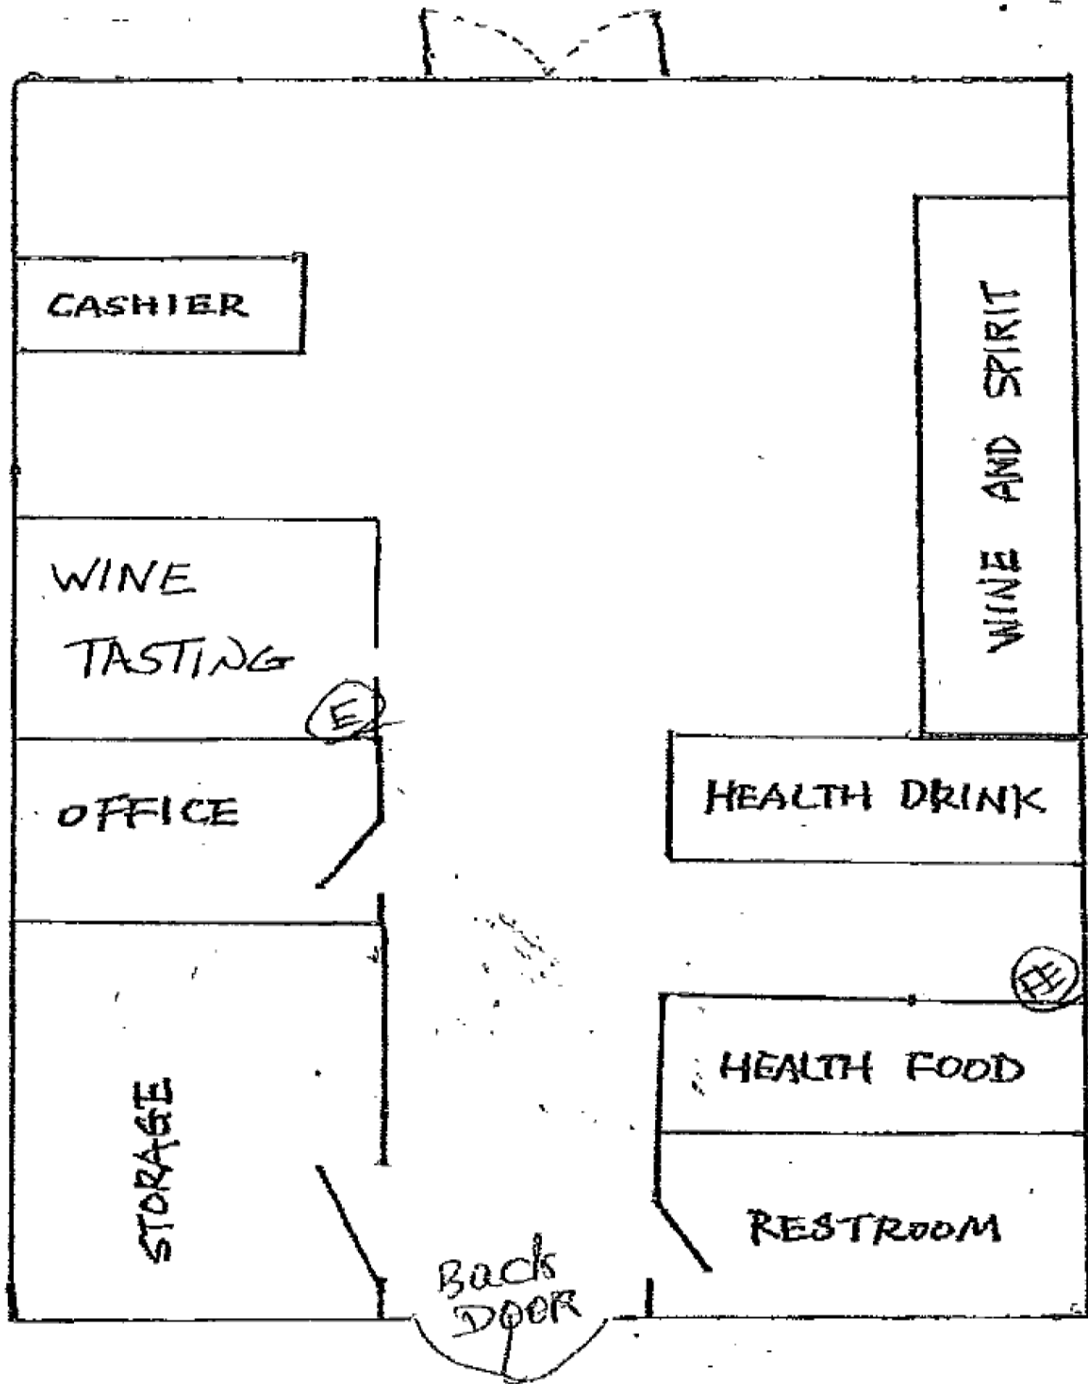 CASHIER
WINE AND SPIRIT
WINE
TASTING
E
OFFICE
HEALTH DRINK
FE
HEALTH FOOD
STORAGE
RESTROOM
Back
DOOR